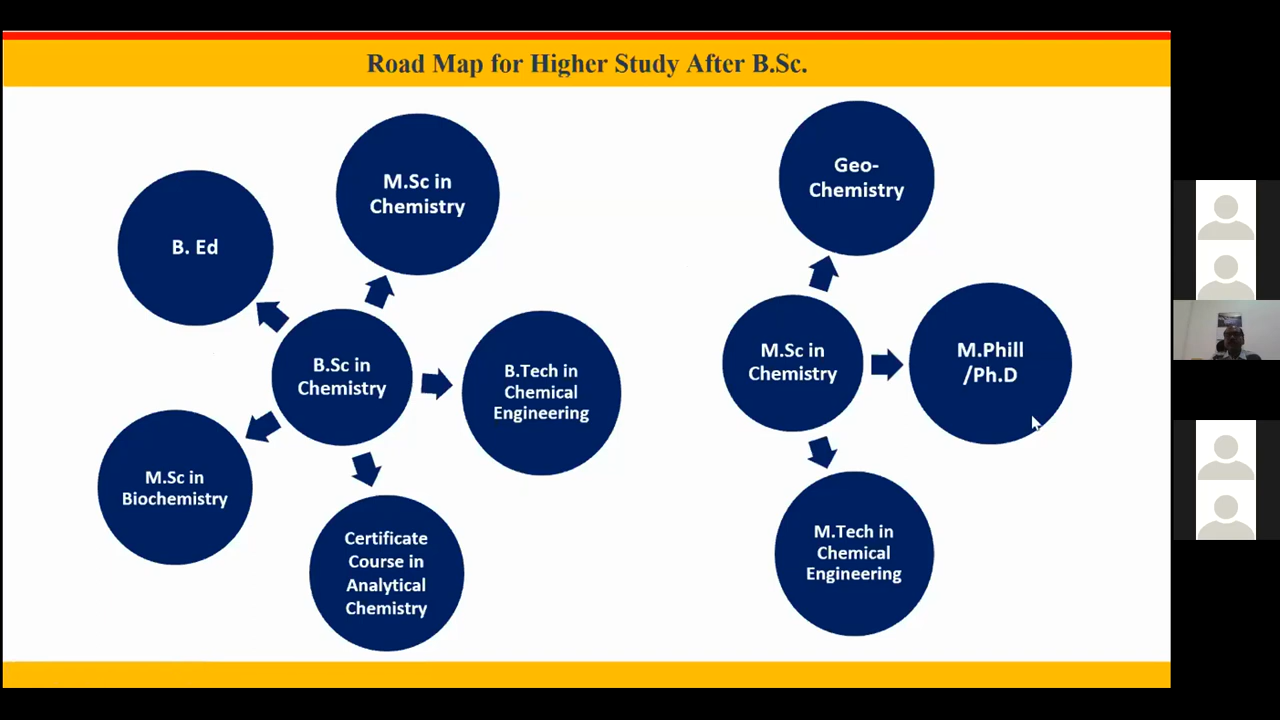 Road Map for Higher Study After B.Sc.
M.Sc in
Chemistry
B. Ed
B.Sc in
Chemistry
B.Tech in
Chemical
Engineering
M.Sc in
Biochemistry
Certificate
Course in
Analytical
Chemistry
Geo-
Chemistry
M.Sc in
Chemistry
M.Phill
/Ph.D
M.Tech in
Chemical
Engineering